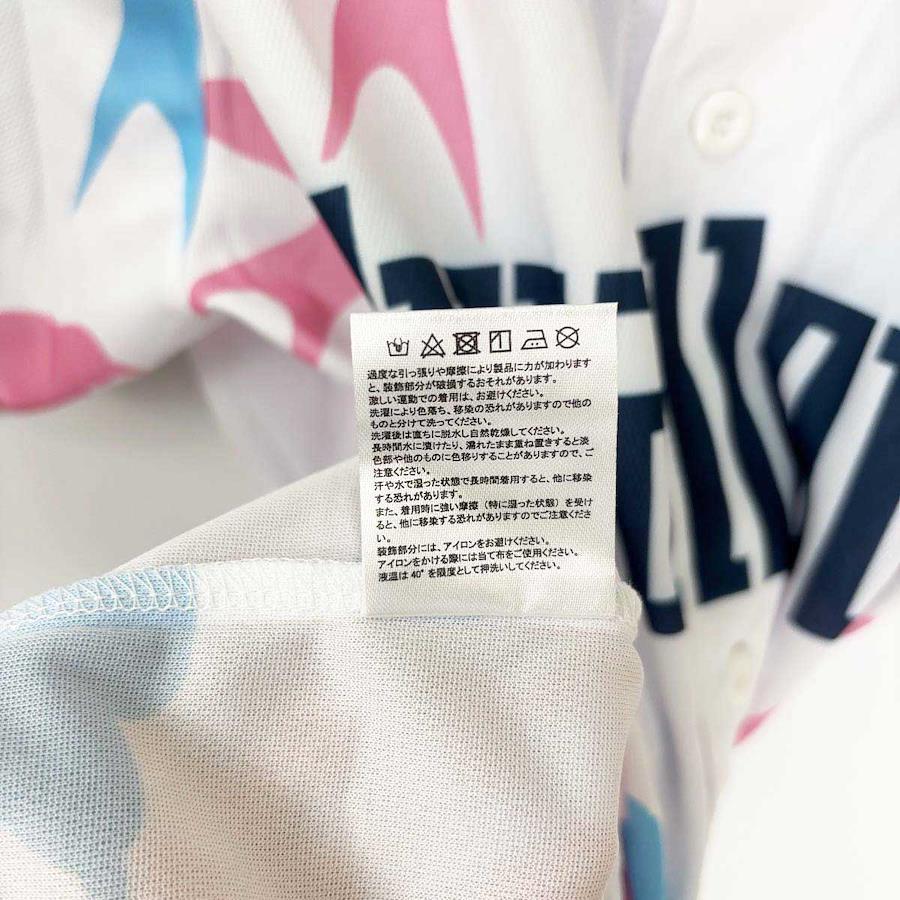 過度な引っ張りや摩擦により製品に力が加わります
と、装飾部分が破損するおそれがあります。
激しい運動での着用は、お避けください。
洗濯により色落ち、移染の恐れがありますので他の
ものと分けて洗ってください。
洗濯後は直ちに脱水し自然乾燥してください。
長時間水に漬けたり、濡れたまま重ね置きすると淡
色部や他のものに色移りすることがありますので、ご
注意ください。
汗や水で湿った状態で長時間着用すると、他に移染
する恐れがあります。
また、着用時に強い摩擦（特に湿った状態）を受け
ると、他に移染する恐れがありますのでご注意くださ
い。
装飾部分には、アイロンをお避けください。
アイロンをかける際には当て布をご使用ください。
液温は40°を限度として押洗いしてください。